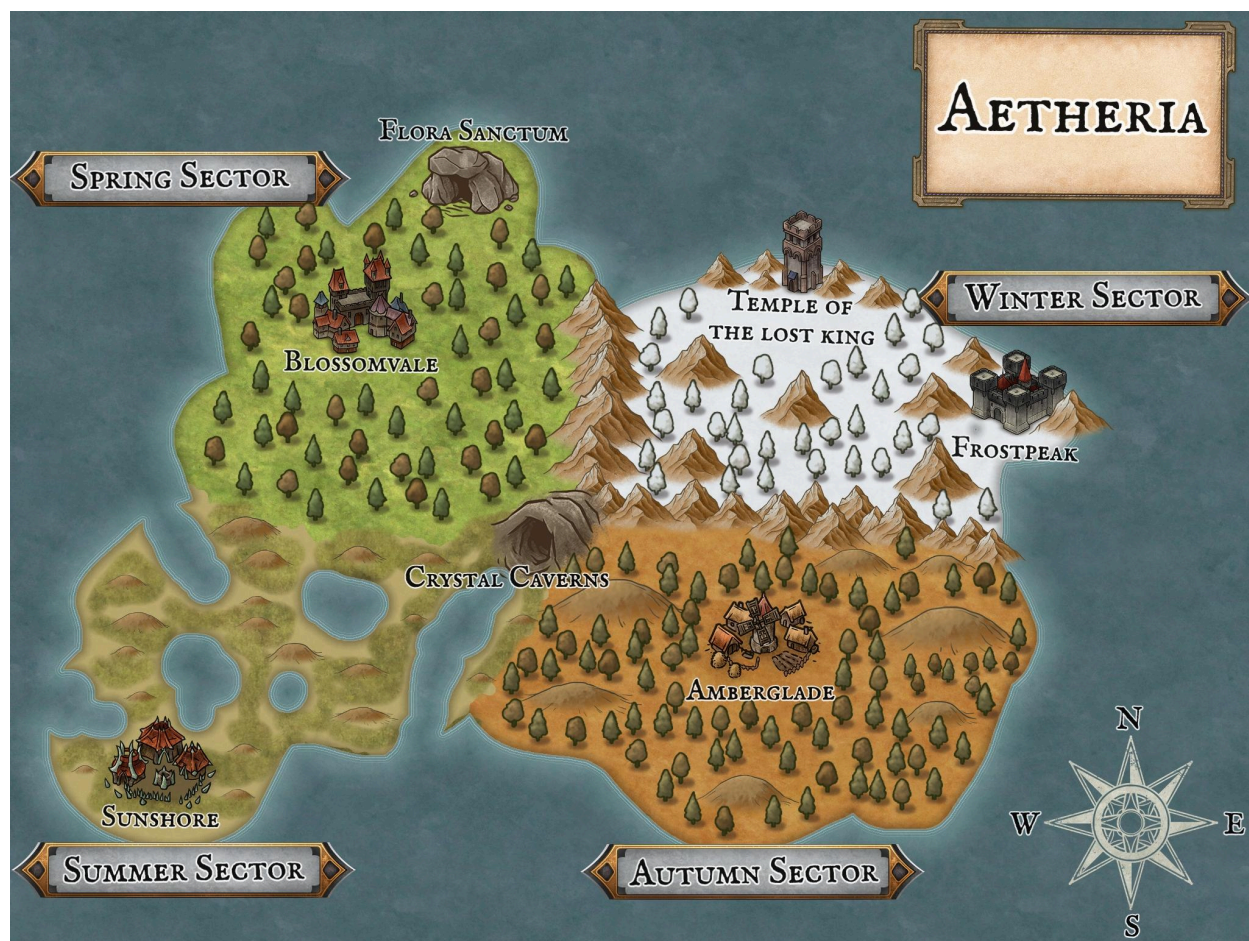 Aetheria
Flora Sanctum
Spring Sector
Winter Sector
Temple of
the lost king
Blossomvale
Frostpeak
Crystal Caverns
Amberglade
Sunshore
N
W
E
S
Summer Sector
Autumn Sector